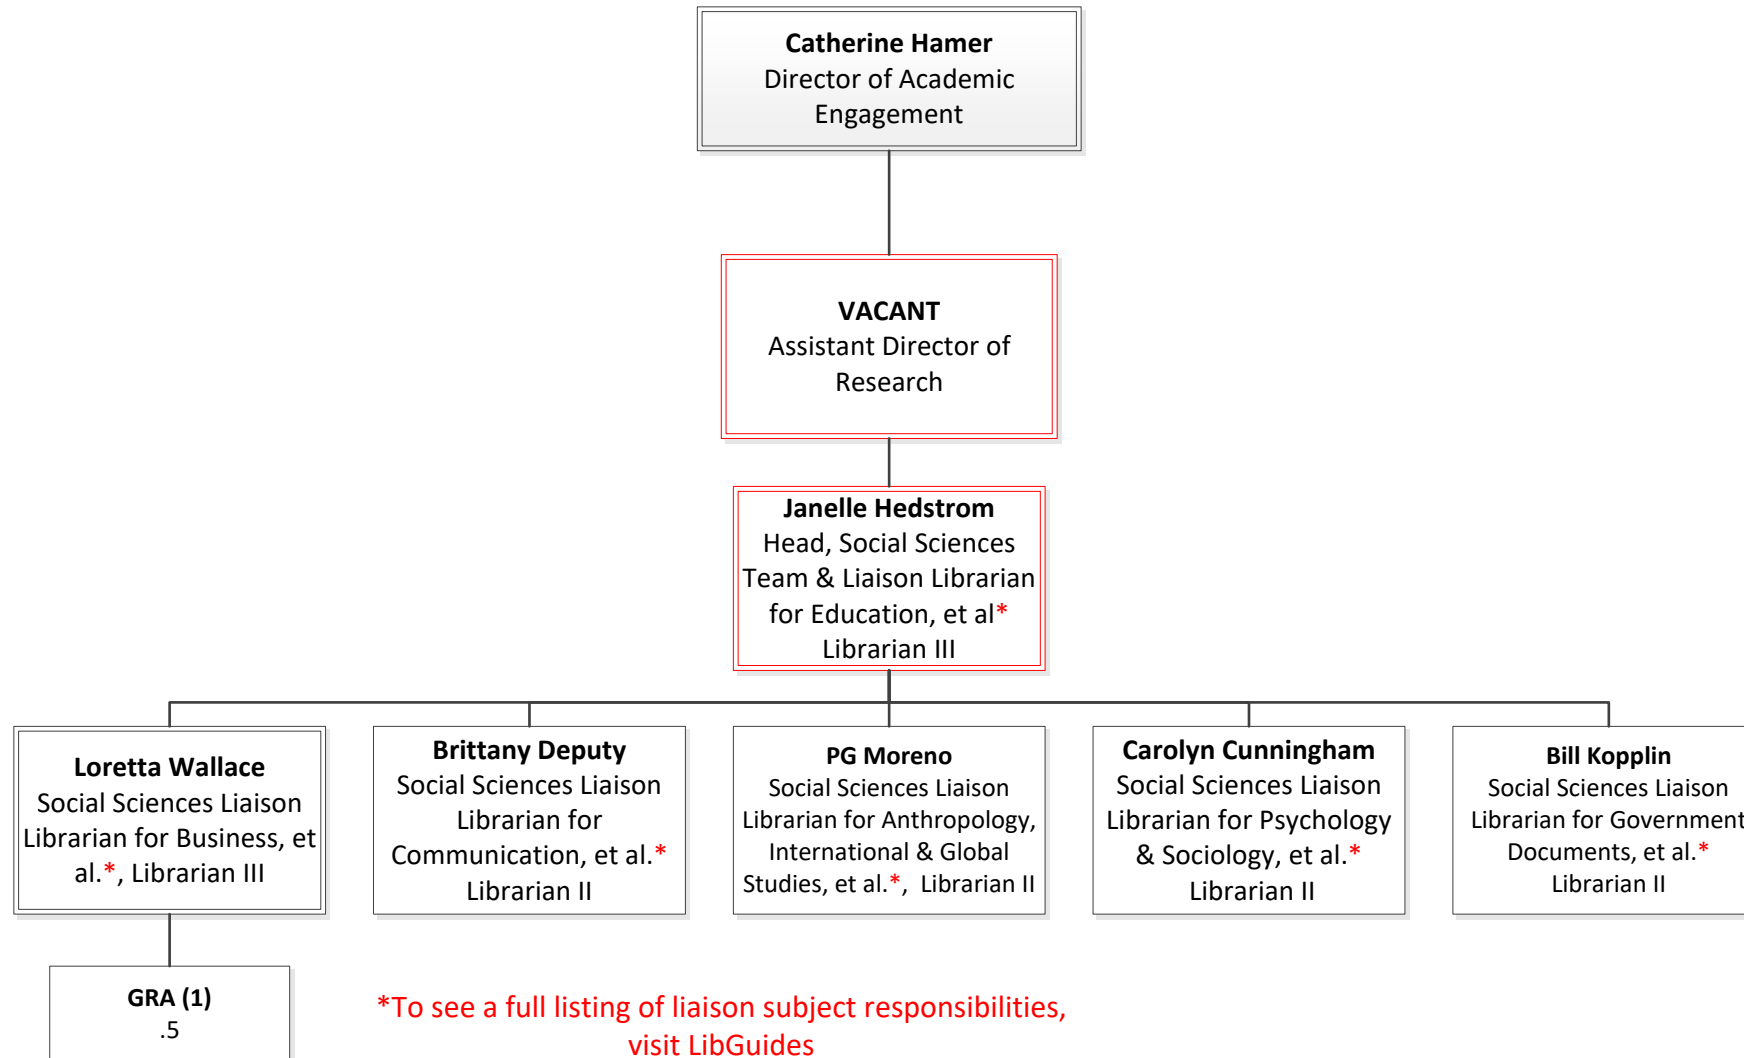 Catherine Hamer
Director of Academic
Engagement
VACANT
Assistant Director of
Research
Janelle Hedstrom
Head, Social Sciences
Team & Liaison Librarian
for Education, et al*
Librarian III
Loretta Wallace
Social Sciences Liaison
Librarian for Business, et
al.*, Librarian III
Brittany Deputy
Social Sciences Liaison
Librarian for
Communication, et al.*
Librarian II
PG Moreno
Social Sciences Liaison
Librarian for Anthropology,
International & Global
Studies, et al.*, Librarian II
Carolyn Cunningham
Social Sciences Liaison
Librarian for Psychology
& Sociology, et al.*
Librarian II
Bill Kopplin
Social Sciences Liaison
Librarian for Government
Documents, et al.*
Librarian II
GRA (1)
.5
*To see a full listing of liaison subject responsibilities,
visit LibGuides